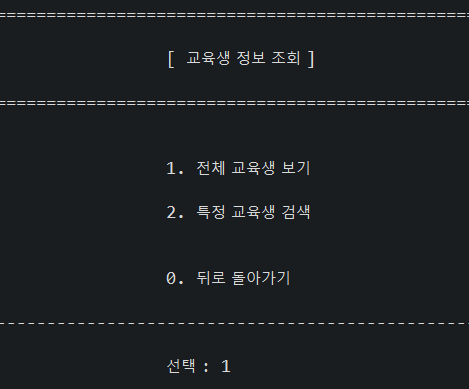 ==================================================
[ 교육생 정보 조회 ]
==================================================
1. 전체 교육생 보기
2. 특정 교육생 검색
0. 뒤로 돌아가기
--------------------------------------------------
선택 : 1